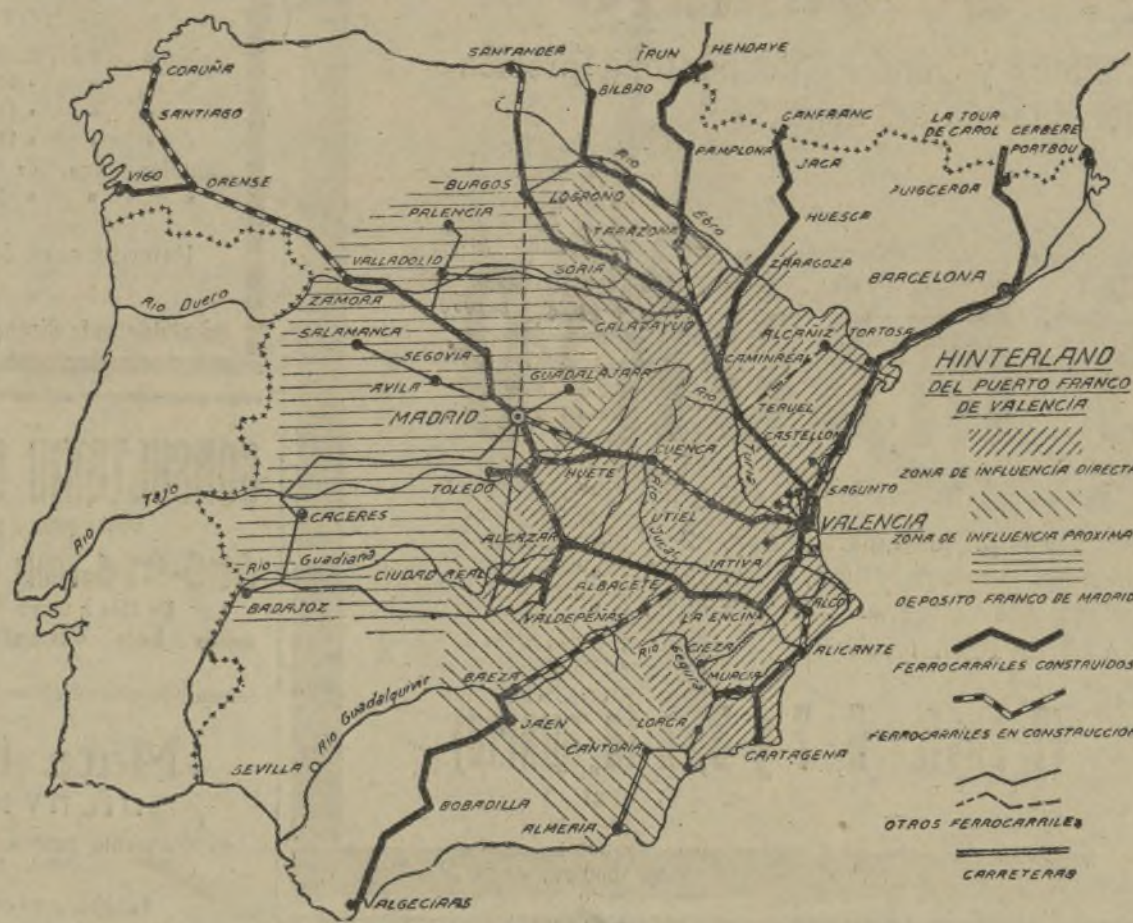 SANTANDER
IRUN
HENDAYE
CORUÑA
BILBAO
SANTIAGO
CANFRANC
LA TOUR
DE CAROL
CERBERE
PORTBOU
PAMPLONA
JACA
VIGO
ORENSE
BURGOS
LOGROÑO
RIO
Ebro
PUIGCERDA
PALENCIA
TARAZONA
HUESCA
VALLADOLID
SORIA
ZARAGOZA
BARCELONA
Rio Duero
ZAMORA
CALATAYUD
ALCAÑIZ
TORTOSA
SALAMANCA
SEGOVIA
CAMINREAL
AVILA
GUADALAJARA
RIO
TERUEL
MADRID
CASTELLON
CUENCA
Turia
HUETE
SAGUNTO
TOLEDO
RIO
Jucar
UTIEL
VALENCIA
RIO Tajo
CACERES
ALCAZAR
JATIVA
Rio Guadiana
CIUDAD REAL
ALBACETE
BADAJOZ
VALDEPEÑAS
LA ENCINA
ALCOY
CIEZA
ALICANTE
Rio Segura
MURCIA
BAEZA
Rio Guadalquivir
JAEN
LORCA
SEVILLA
CANTORIA
CARTAGENA
BOBADILLA
ALMERIA
ALGECIRAS
HINTERLAND
DEL PUERTO FRANCO
DE VALENCIA
ZONA DE INFLUENCIA DIRECTA
ZONA DE INFLUENCIA PROXIMA
DEPOSITO FRANCO DE MADRID
FERROCARRILES CONSTRUIDOS
FERROCARRILES EN CONSTRUCCION
OTROS FERROCARRILES
CARRETERAS